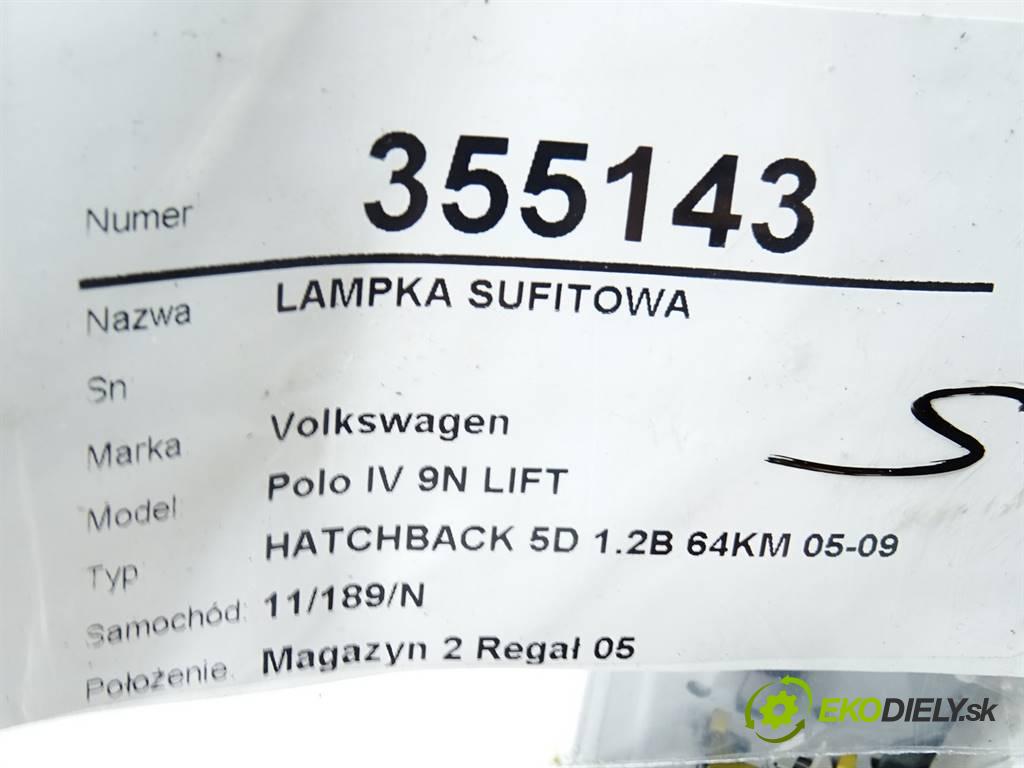 Numer 355143
Nazwa LAMPKA SUFITOWA
Sn
Marka Volkswagen
Model Polo IV 9N LIFT
Typ HATCHBACK 5D 1.2B 64KM 05-09
Samochód: 11/189/N
Położenie: Magazyn 2 Regał 05
S
EKODIELY.sk